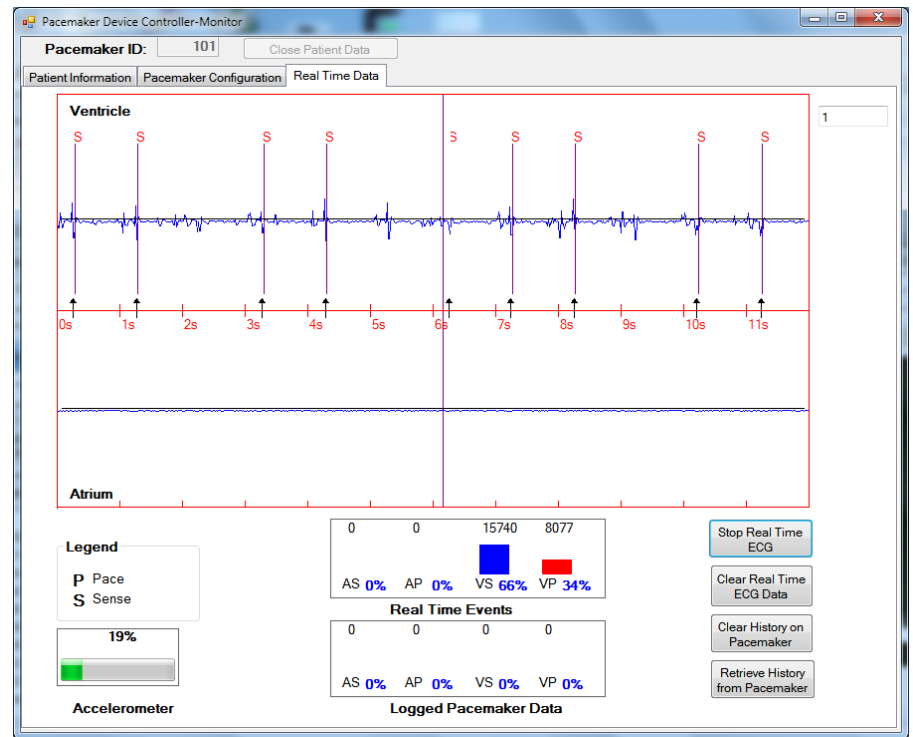 Pacemaker Device Controller-Monitor
Pacemaker ID: 101 Close Patient Data
Patient Information Pacemaker Configuration Real Time Data
Ventricle
1
S S S S S S S S S
0s 1s 2s 3s 4s 5s 6s 7s 8s 9s 10s 11s
Atrium
Legend
P Pace
S Sense
19%
Accelerometer
0 0 15740 8077
AS 0% AP 0% VS 66% VP 34%
Real Time Events
0 0 0 0
AS 0% AP 0% VS 0% VP 0%
Logged Pacemaker Data
Stop Real Time
ECG
Clear Real Time
ECG Data
Clear History on
Pacemaker
Retrieve History
from Pacemaker